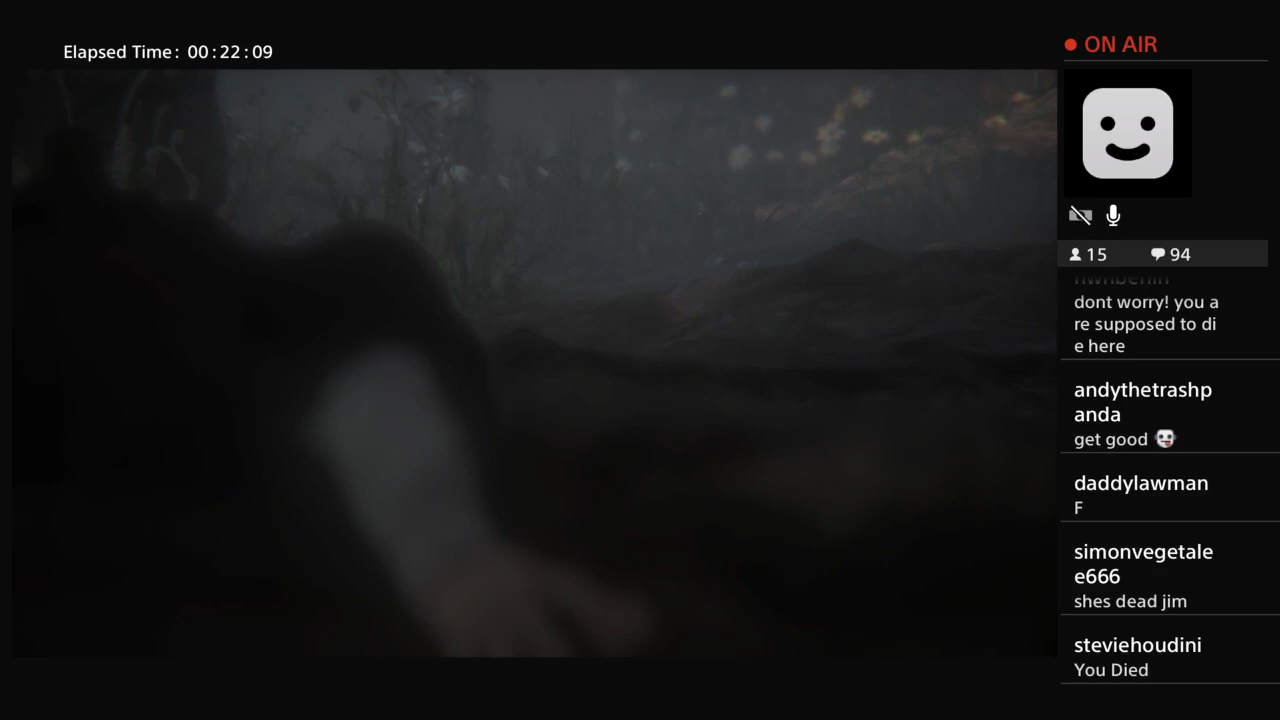 Elapsed Time: 00:22:09
ON AIR
15 94
dont worry! you a
re supposed to di
e here
andythetrashp
anda
get good
daddylawman
F
simonvegetale
e666
shes dead jim
steviehoudini
You Died